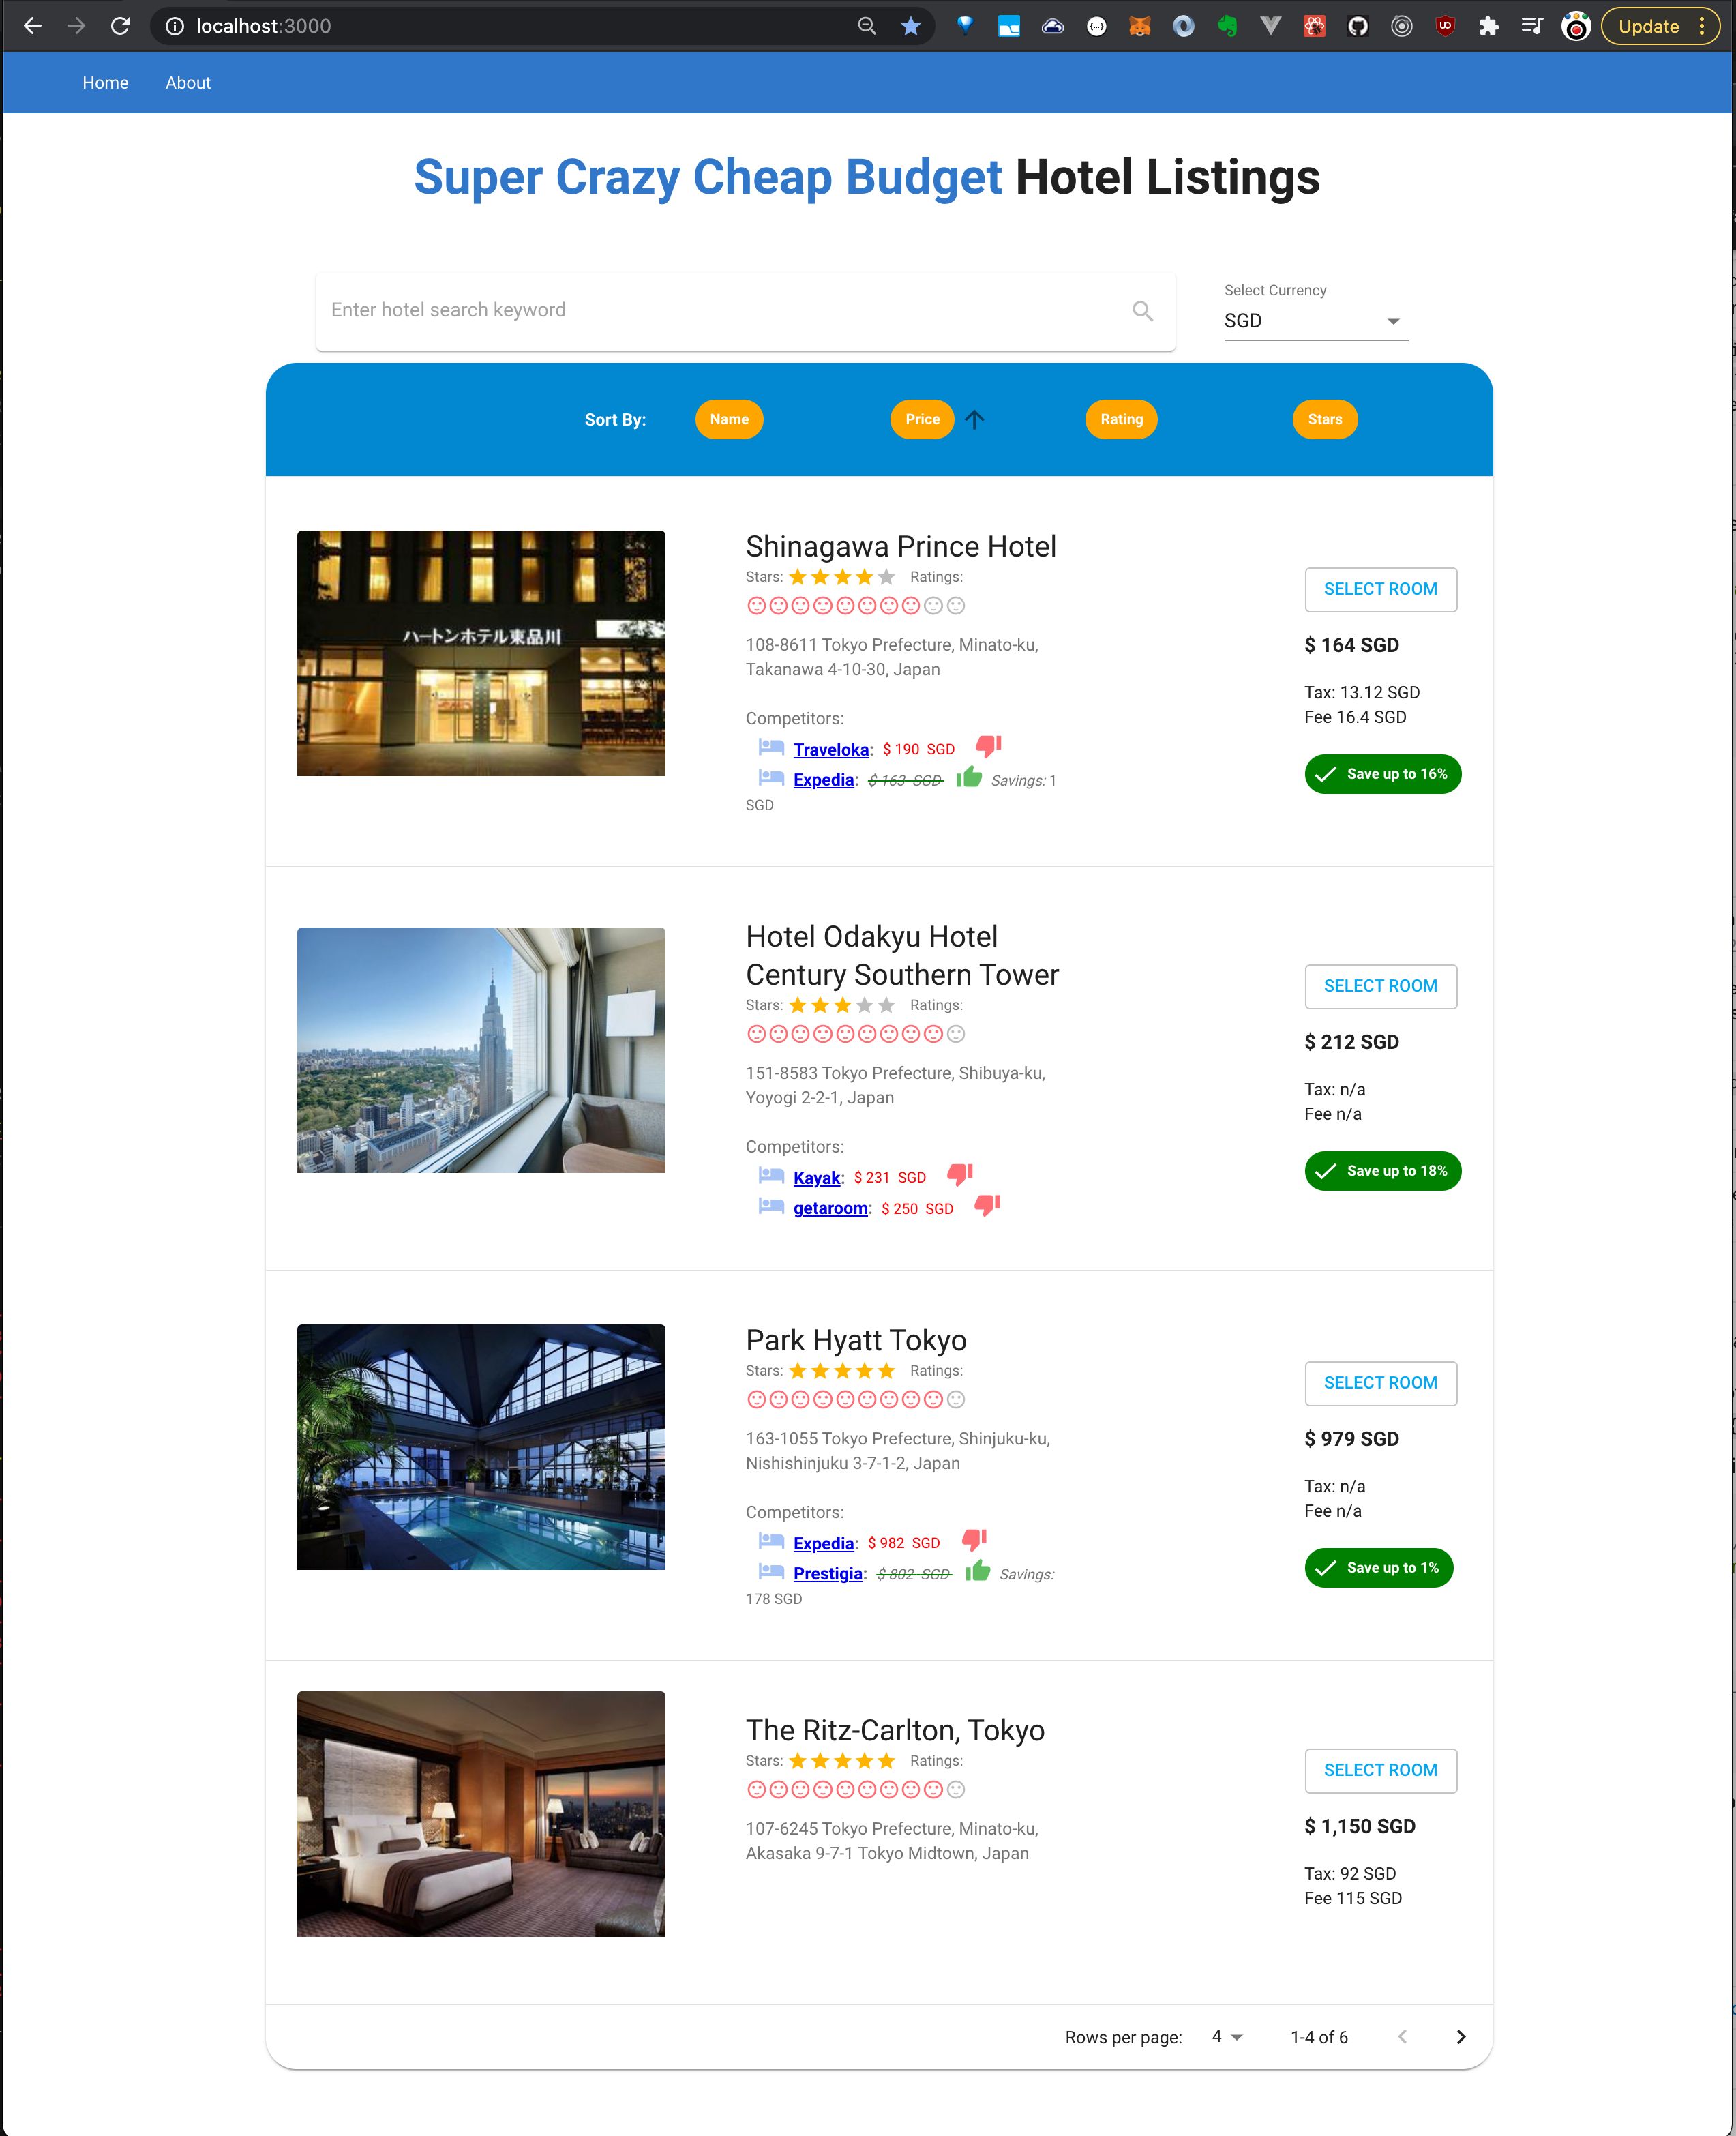 localhost:3000
Update
Home About
Super Crazy Cheap Budget Hotel Listings
Enter hotel search keyword
Select Currency
SGD
Sort By: Name Price Rating Stars
ハートンホテル東品川
Shinagawa Prince Hotel
Stars: Ratings:
108-8611 Tokyo Prefecture, Minato-ku,
Takanawa 4-10-30, Japan
Competitors:
Traveloka: $ 190 SGD
Expedia: $ 163 SGD Savings: 1
SGD
SELECT ROOM
$ 164 SGD
Tax: 13.12 SGD
Fee 16.4 SGD
Save up to 16%
Hotel Odakyu Hotel
Century Southern Tower
Stars: Ratings:
151-8583 Tokyo Prefecture, Shibuya-ku,
Yoyogi 2-2-1, Japan
Competitors:
Kayak: $ 231 SGD
getaroom: $ 250 SGD
SELECT ROOM
$ 212 SGD
Tax: n/a
Fee n/a
Save up to 18%
Park Hyatt Tokyo
Stars: Ratings:
163-1055 Tokyo Prefecture, Shinjuku-ku,
Nishishinjuku 3-7-1-2, Japan
Competitors:
Expedia: $ 982 SGD
Prestigia: $ 802 SGD Savings:
178 SGD
SELECT ROOM
$ 979 SGD
Tax: n/a
Fee n/a
Save up to 1%
The Ritz-Carlton, Tokyo
Stars: Ratings:
107-6245 Tokyo Prefecture, Minato-ku,
Akasaka 9-7-1 Tokyo Midtown, Japan
SELECT ROOM
$ 1,150 SGD
Tax: 92 SGD
Fee 115 SGD
Rows per page: 4 1-4 of 6